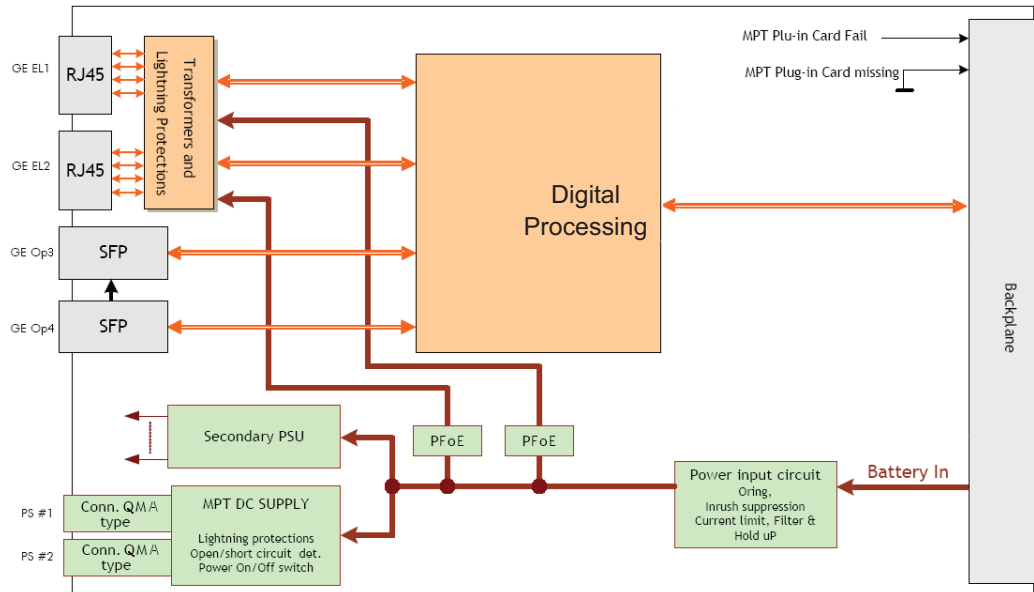 GE EL1
RJ45
Transformers and
Lightning Protections
GE EL2
RJ45
GE Op3
SFP
GE Op4
SFP
Digital
Processing
MPT Plu-in Card Fail
MPT Plug-in Card missing
Backplane
Secondary PSU
PFoE
PFoE
Power input circuit
Oring,
Inrush suppression
Current limit, Filter &
Hold uP
Battery In
PS #1
Conn. QMA
type
PS #2
Conn. QMA
type
MPT DC SUPPLY
Lightning protections
Open/short circuit det.
Power On/Off switch